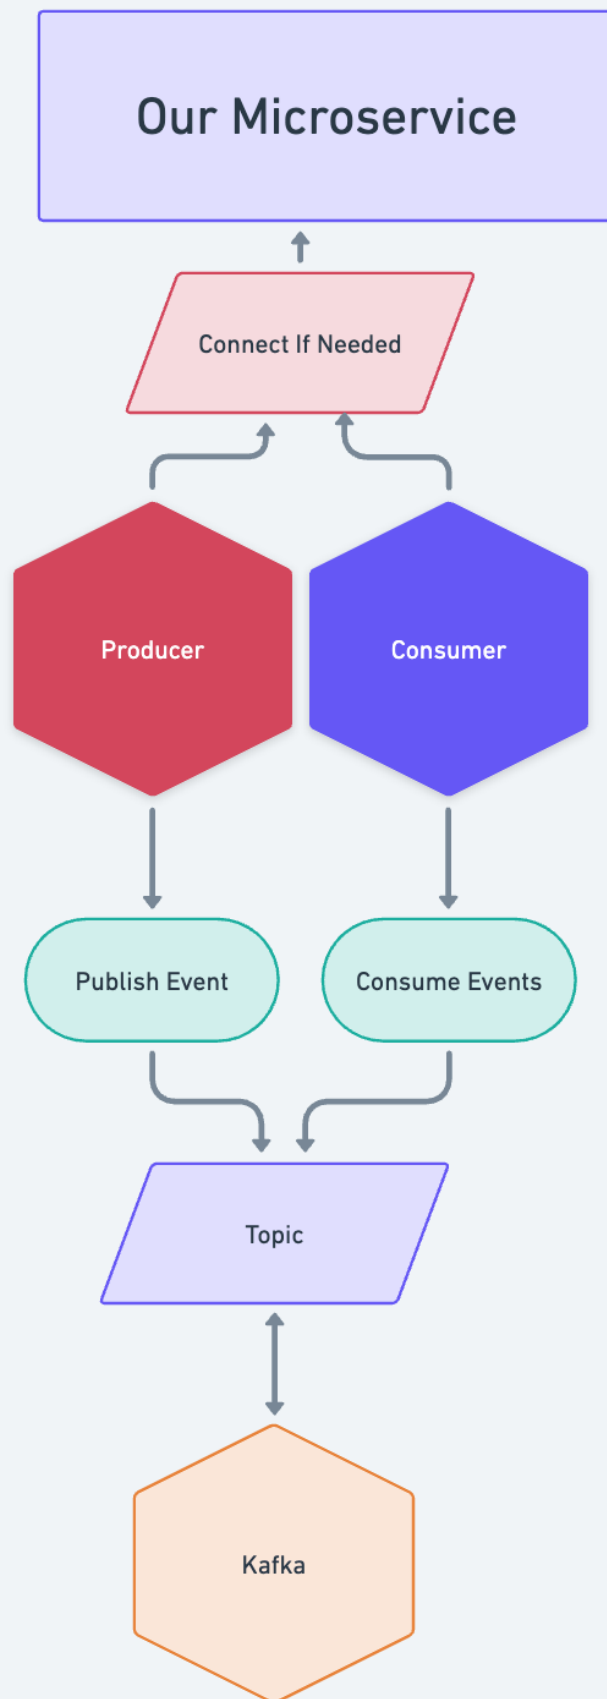 Our Microservice
Connect If Needed
Producer
Consumer
Publish Event
Consume Events
Topic
Kafka